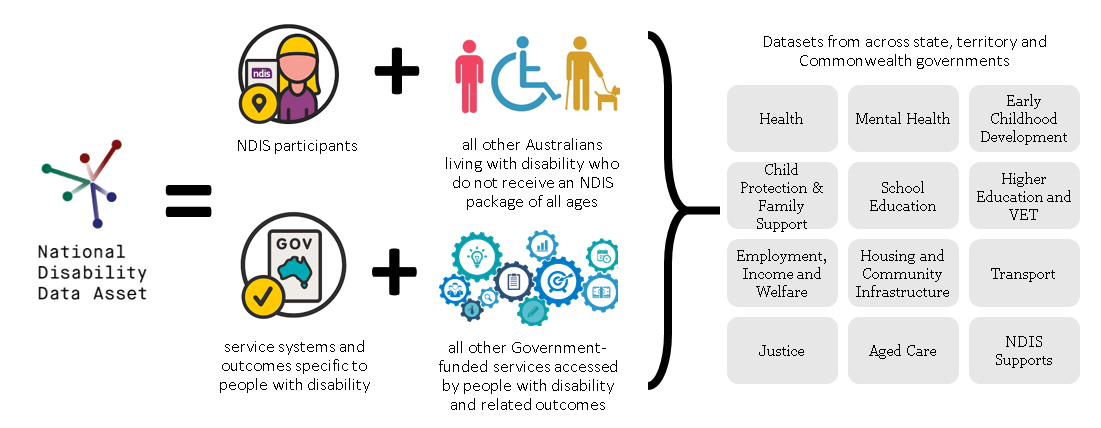 National
Disability
Data Asset
=
ndis
NDIS participants
+
all other Australians
living with disability who
do not receive an NDIS
package of all ages
GOV
service systems and
outcomes specific to
people with disability
+
all other Government-
funded services accessed
by people with disability
and related outcomes
Datasets from across state, territory and
Commonwealth governments
Health
Mental Health
Early
Childhood
Development
Child
Protection &
Family
Support
School
Education
Higher
Education and
VET
Employment,
Income and
Welfare
Housing and
Community
Infrastructure
Transport
Justice
Aged Care
NDIS
Supports